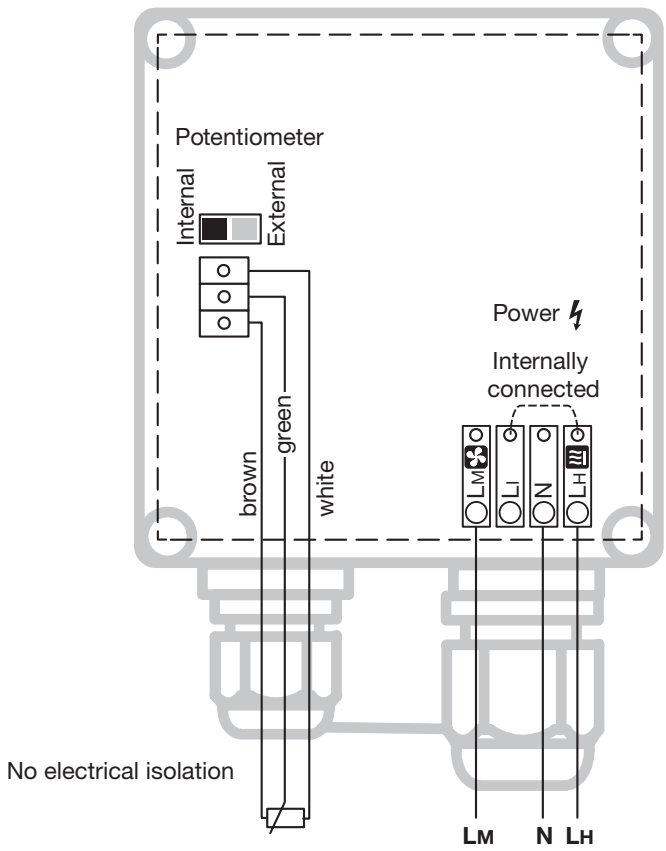 Potentiometer
Internal
External
Power
Internally
connected
LM
LI
N
LH
brown
green
white
No electrical isolation
LM
N
LH